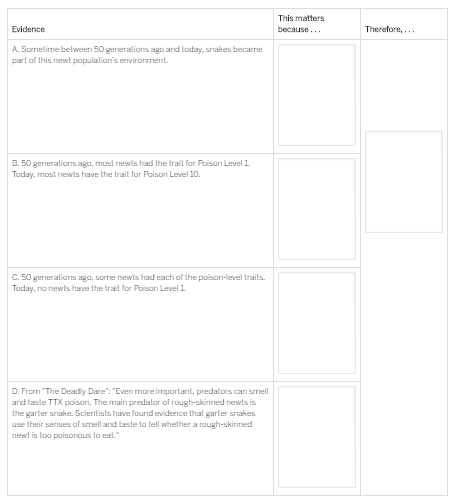 Evidence
This matters
because . . .
Therefore, . . .
A. Sometime between 50 generations ago and today, snakes became
part of this newt population's environment.
B. 50 generations ago, most newts had the trait for Poison Level 1.
Today, most newts have the trait for Poison Level 10.
C. 50 generations ago, some newts had each of the poison-level traits.
Today, no newts have the trait for Poison Level 1.
D. From "The Deadly Dare": "Even more important, predators can smell
and taste TTX poison. The main predator of rough-skinned newts is
the garter snake. Scientists have found evidence that garter snakes
use their senses of smell and taste to tell whether a rough-skinned
newt is too poisonous to eat."